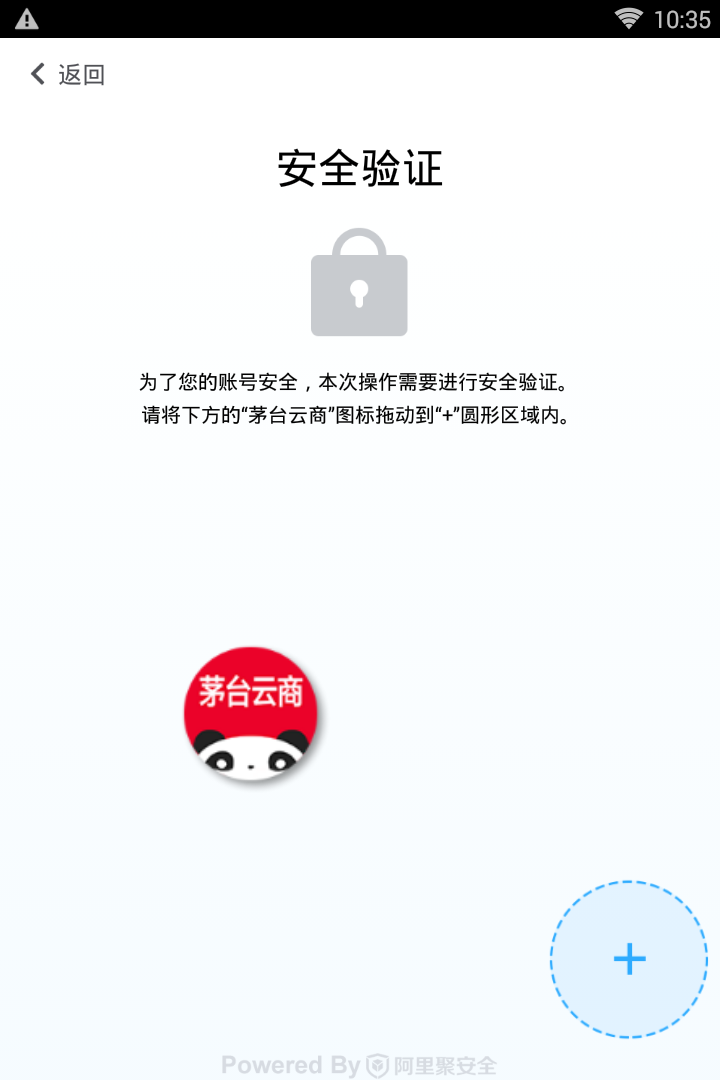 10:35
返回
安全验证
为了您的账号安全，本次操作需要进行安全验证。
请将下方的“茅台云商”图标拖动到“+”圆形区域内。
茅台云商
+
Powered By 阿里聚安全